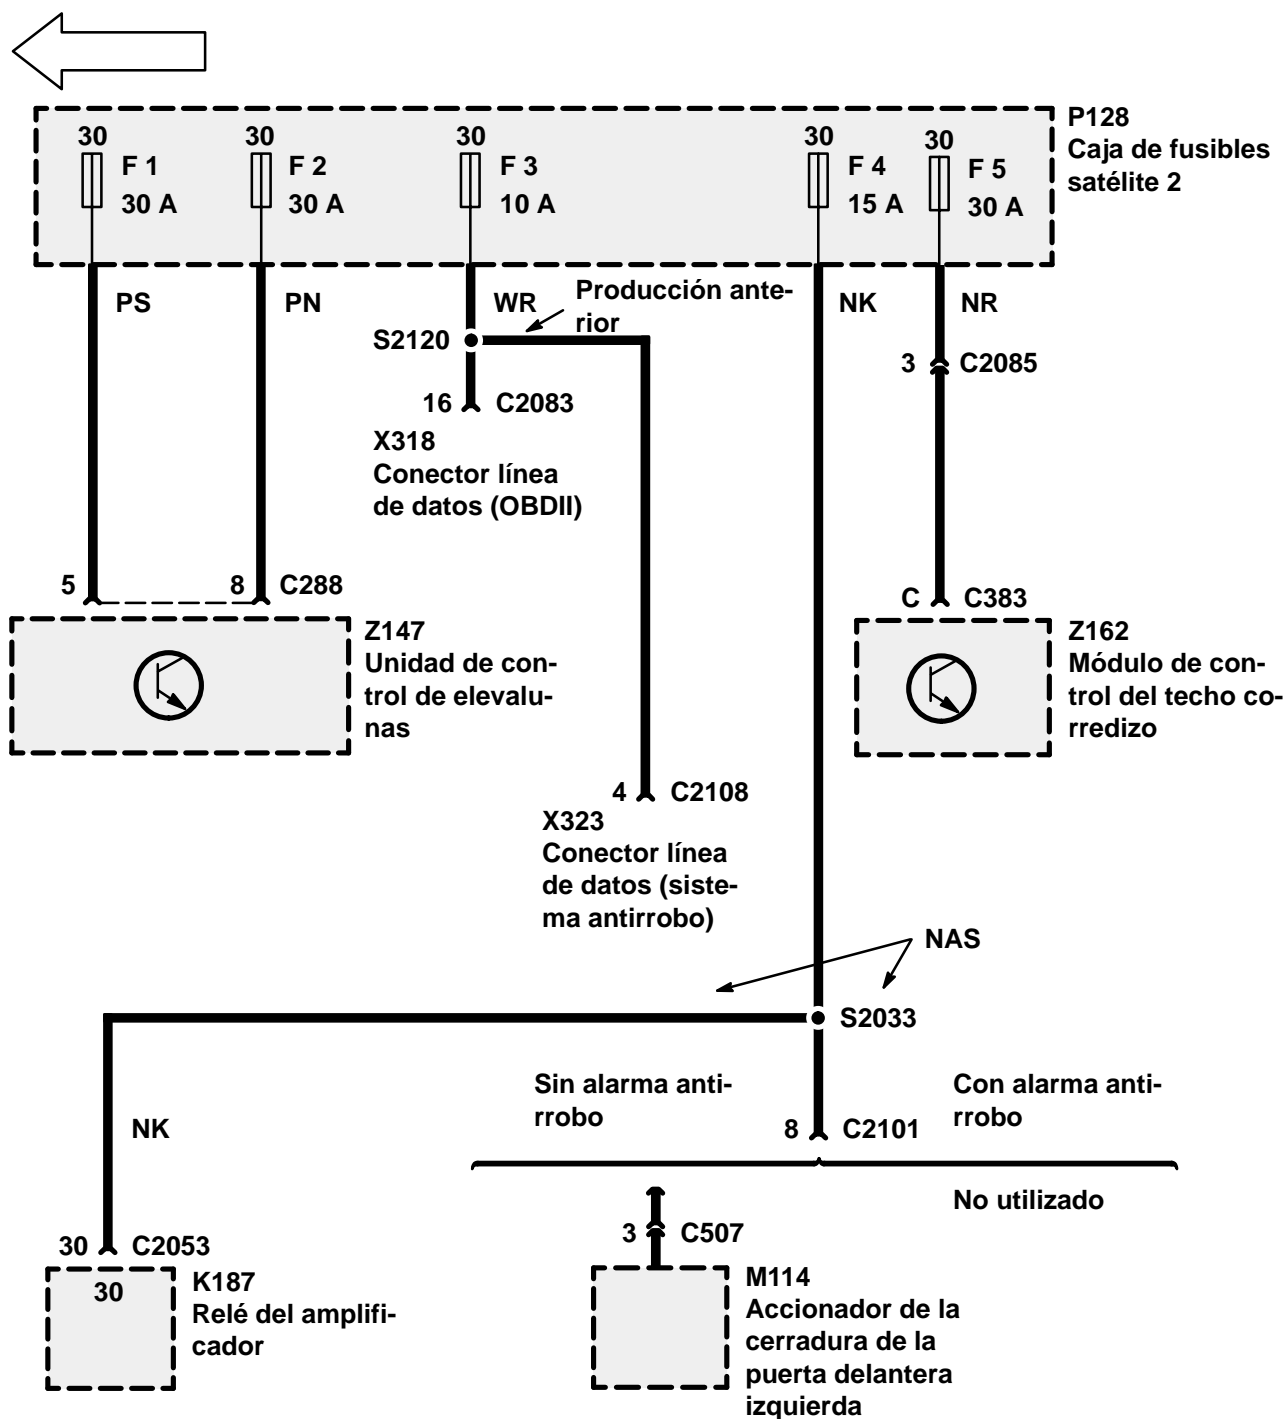 P128
Caja de fusibles
satélite 2
30
F 1
30 A
30
F 2
30 A
30
F 3
10 A
30
F 4
15 A
30
F 5
30 A
PS
PN
WR
Producción ante-
rior
NK
NR
S2120
3
C2085
16
C2083
X318
Conector línea
de datos (OBDII)
5
8
C288
C
C383
Z147
Unidad de con-
trol de elevalu-
nas
Z162
Módulo de con-
trol del techo co-
rredizo
4
C2108
X323
Conector línea
de datos (siste-
ma antirrobo)
NAS
S2033
Sin alarma anti-
rrobo
Con alarma anti-
rrobo
NK
8
C2101
No utilizado
3
C507
30
C2053
30
K187
Relé del amplifi-
cador
M114
Accionador de la
cerradura de la
puerta delantera
izquierda